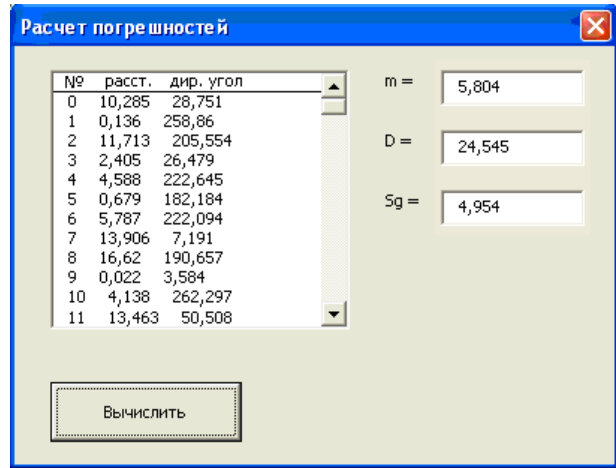 Расчет погрешностей
№ расст. дир. угол
0 10,285 28,751
1 0,136 258,86
2 11,713 205,554
3 2,405 26,479
4 4,588 222,645
5 0,679 182,184
6 5,787 222,094
7 13,906 7,191
8 16,62 190,657
9 0,022 3,584
10 4,138 262,297
11 13,463 50,508
m = 5,804
D = 24,545
Sg = 4,954
Вычислить